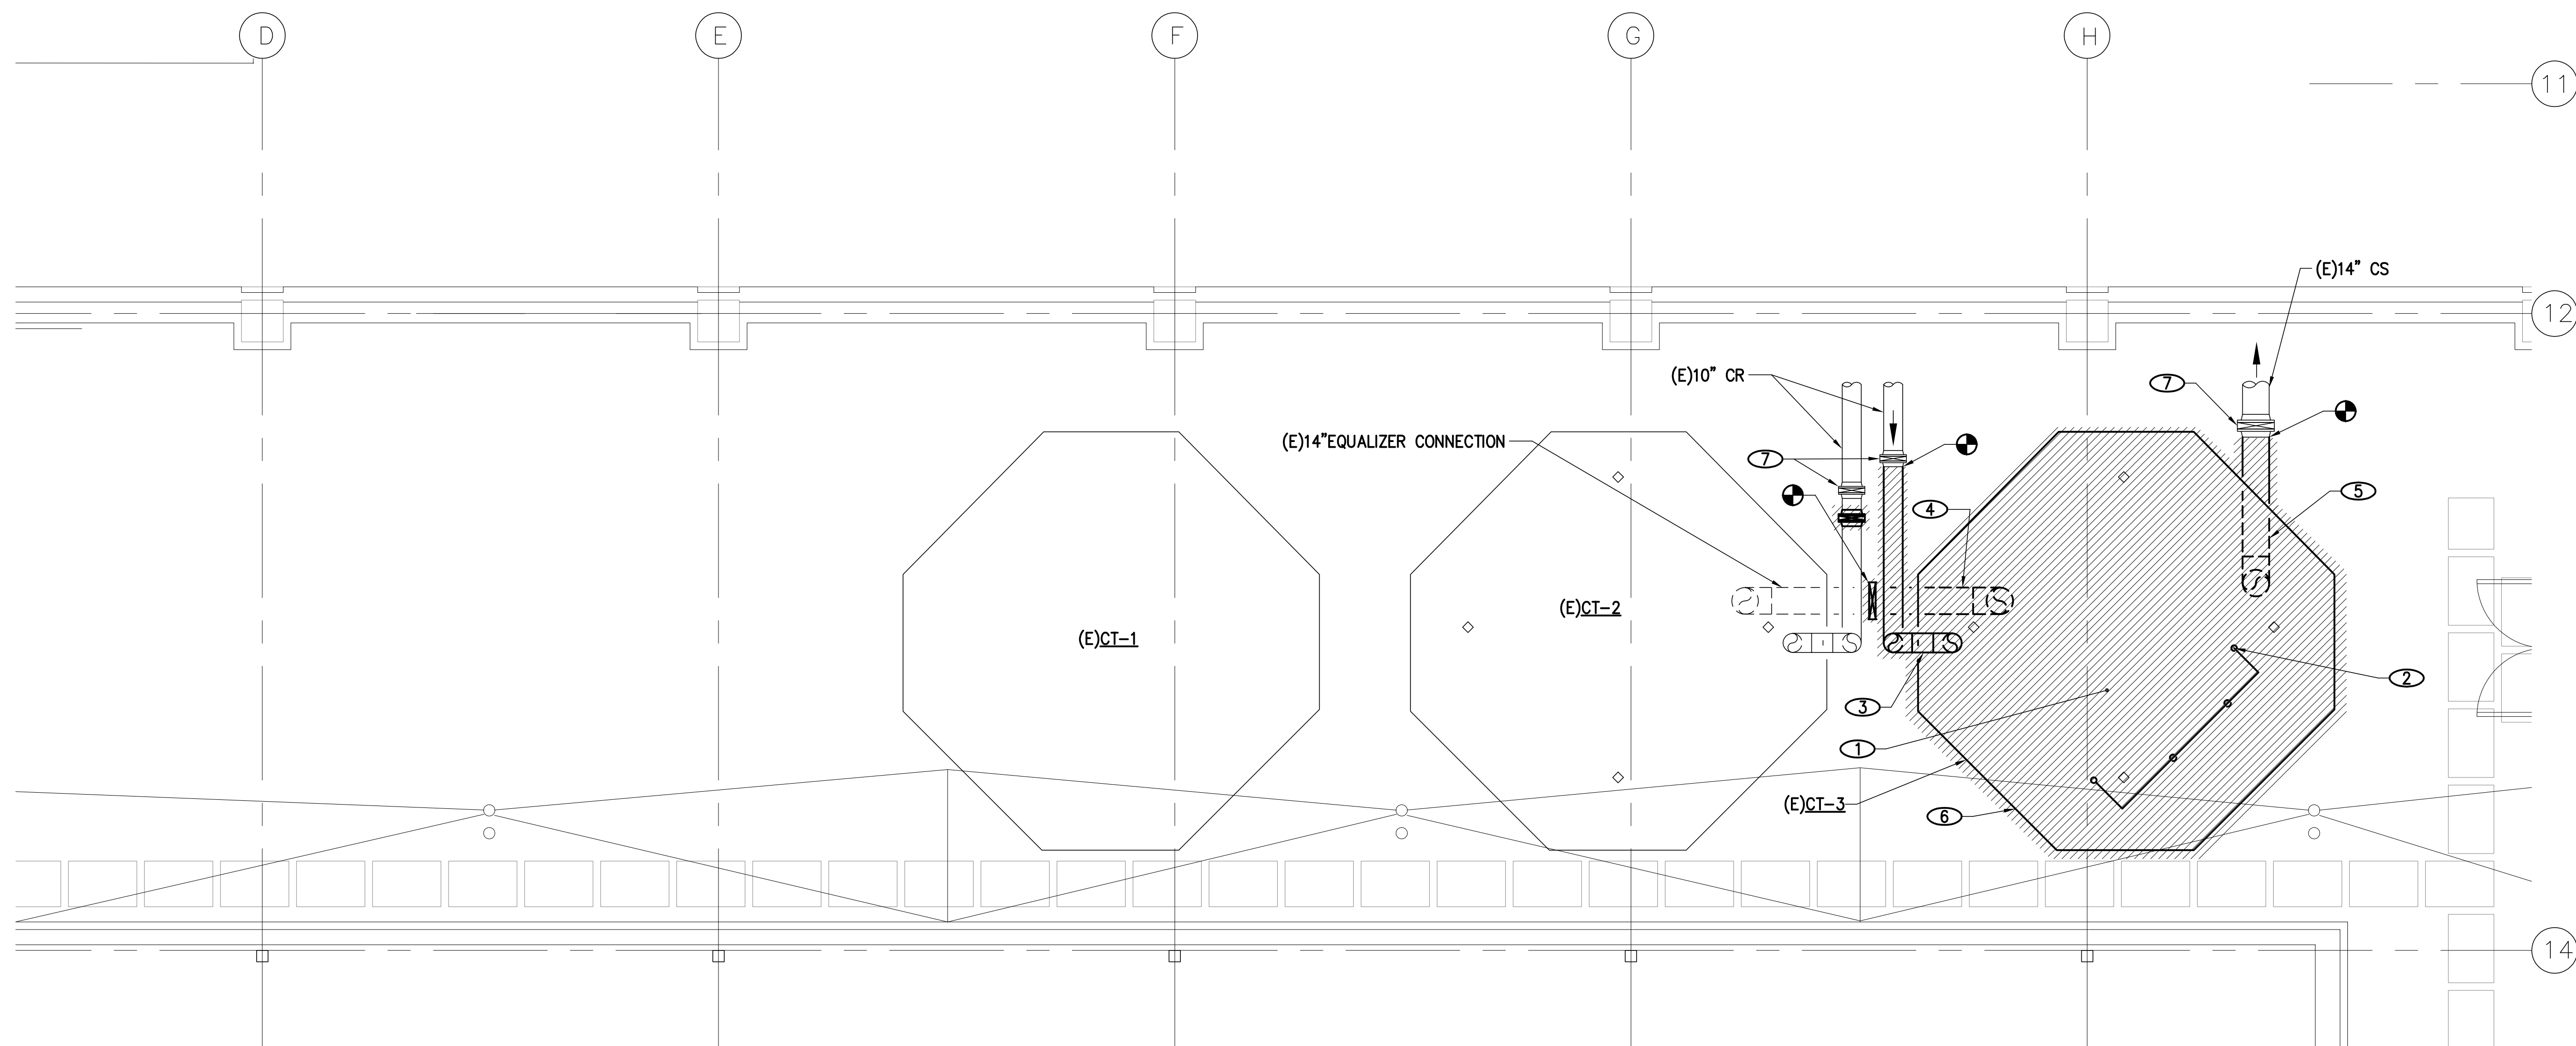 D
E
F
G
H
11
(E)14" CS
12
(E)10" CR
7
(E)14"EQUALIZER CONNECTION
7
5
4
(E)CT-2
(E)CT-1
2
3
1
(E)CT-3
6
14